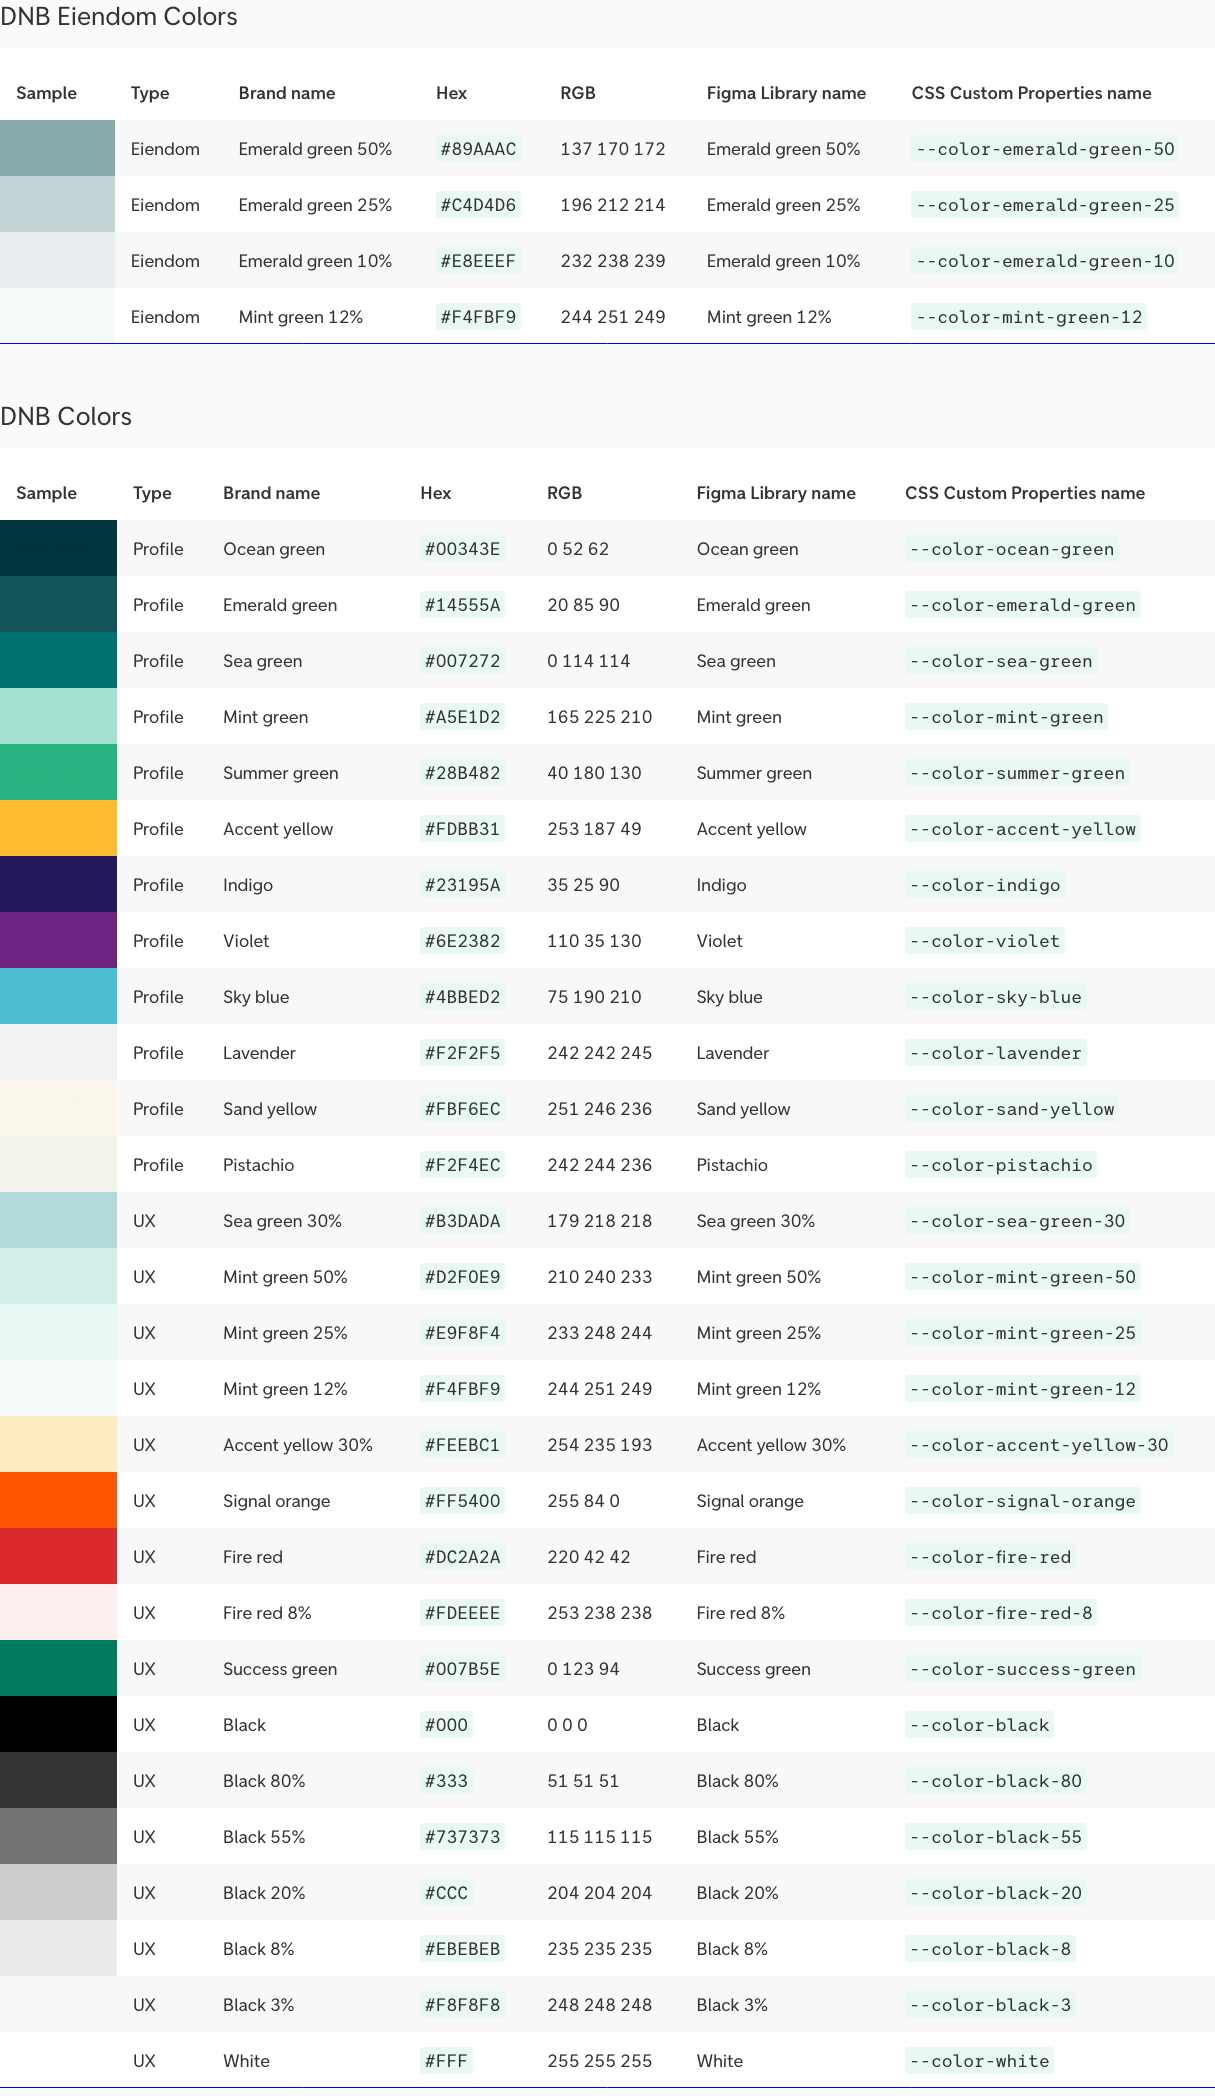 DNB Eiendom Colors
Sample Type Brand name Hex RGB Figma Library name CSS Custom Properties name
Eiendom Emerald green 50% #89AAAC 137 170 172 Emerald green 50% --color-emerald-green-50
Eiendom Emerald green 25% #C4D4D6 196 212 214 Emerald green 25% --color-emerald-green-25
Eiendom Emerald green 10% #E8EEEF 232 238 239 Emerald green 10% --color-emerald-green-10
Eiendom Mint green 12% #F4FBF9 244 251 249 Mint green 12% --color-mint-green-12
DNB Colors
Sample Type Brand name Hex RGB Figma Library name CSS Custom Properties name
Profile Ocean green #00343E 0 52 62 Ocean green --color-ocean-green
Profile Emerald green #14555A 20 85 90 Emerald green --color-emerald-green
Profile Sea green #007272 0 114 114 Sea green --color-sea-green
Profile Mint green #A5E1D2 165 225 210 Mint green --color-mint-green
Profile Summer green #28B482 40 180 130 Summer green --color-summer-green
Profile Accent yellow #FDBB31 253 187 49 Accent yellow --color-accent-yellow
Profile Indigo #23195A 35 25 90 Indigo --color-indigo
Profile Violet #6E2382 110 35 130 Violet --color-violet
Profile Sky blue #4BBED2 75 190 210 Sky blue --color-sky-blue
Profile Lavender #F2F2F5 242 242 245 Lavender --color-lavender
Profile Sand yellow #FBF6EC 251 246 236 Sand yellow --color-sand-yellow
Profile Pistachio #F2F4EC 242 244 236 Pistachio --color-pistachio
UX Sea green 30% #B3DADA 179 218 218 Sea green 30% --color-sea-green-30
UX Mint green 50% #D2F0E9 210 240 233 Mint green 50% --color-mint-green-50
UX Mint green 25% #E9F8F4 233 248 244 Mint green 25% --color-mint-green-25
UX Mint green 12% #F4FBF9 244 251 249 Mint green 12% --color-mint-green-12
UX Accent yellow 30% #FEEBC1 254 235 193 Accent yellow 30% --color-accent-yellow-30
UX Signal orange #FF5400 255 84 0 Signal orange --color-signal-orange
UX Fire red #DC2A2A 220 42 42 Fire red --color-fire-red
UX Fire red 8% #FDEEEE 253 238 238 Fire red 8% --color-fire-red-8
UX Success green #007B5E 0 123 94 Success green --color-success-green
UX Black #000 0 0 0 Black --color-black
UX Black 80% #333 51 51 51 Black 80% --color-black-80
UX Black 55% #737373 115 115 115 Black 55% --color-black-55
UX Black 20% #CCC 204 204 204 Black 20% --color-black-20
UX Black 8% #EBEBEB 235 235 235 Black 8% --color-black-8
UX Black 3% #F8F8F8 248 248 248 Black 3% --color-black-3
UX White #FFF 255 255 255 White --color-white